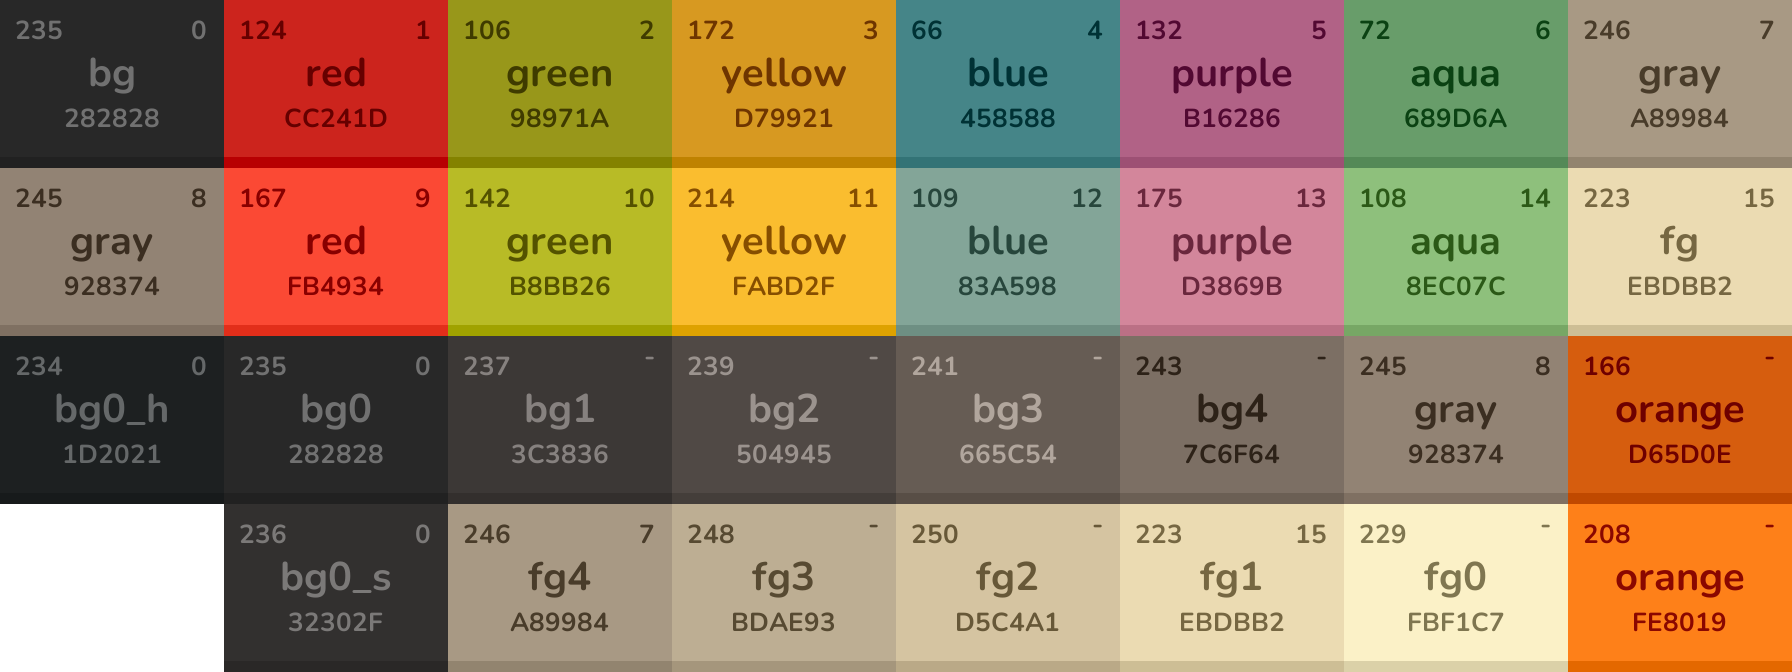 235 0 124 1 106 2 172 3 66 4 132 5 72 6 246 7
bg red green yellow blue purple aqua gray
282828 CC241D 98971A D79921 458588 B16286 689D6A A89984
245 8 167 9 142 10 214 11 109 12 175 13 108 14 223 15
gray red green yellow blue purple aqua fg
928374 FB4934 B8BB26 FABD2F 83A598 D3869B 8EC07C EBDBB2
234 0 235 0 237 - 239 - 241 - 243 - 245 8 166 -
bg0_h bg0 bg1 bg2 bg3 bg4 gray orange
1D2021 282828 3C3836 504945 665C54 7C6F64 928374 D65D0E
236 0 246 7 248 - 250 - 223 15 229 - 208 -
bg0_s fg4 fg3 fg2 fg1 fg0 orange
32302F A89984 BDAE93 D5C4A1 EBDBB2 FBF1C7 FE8019